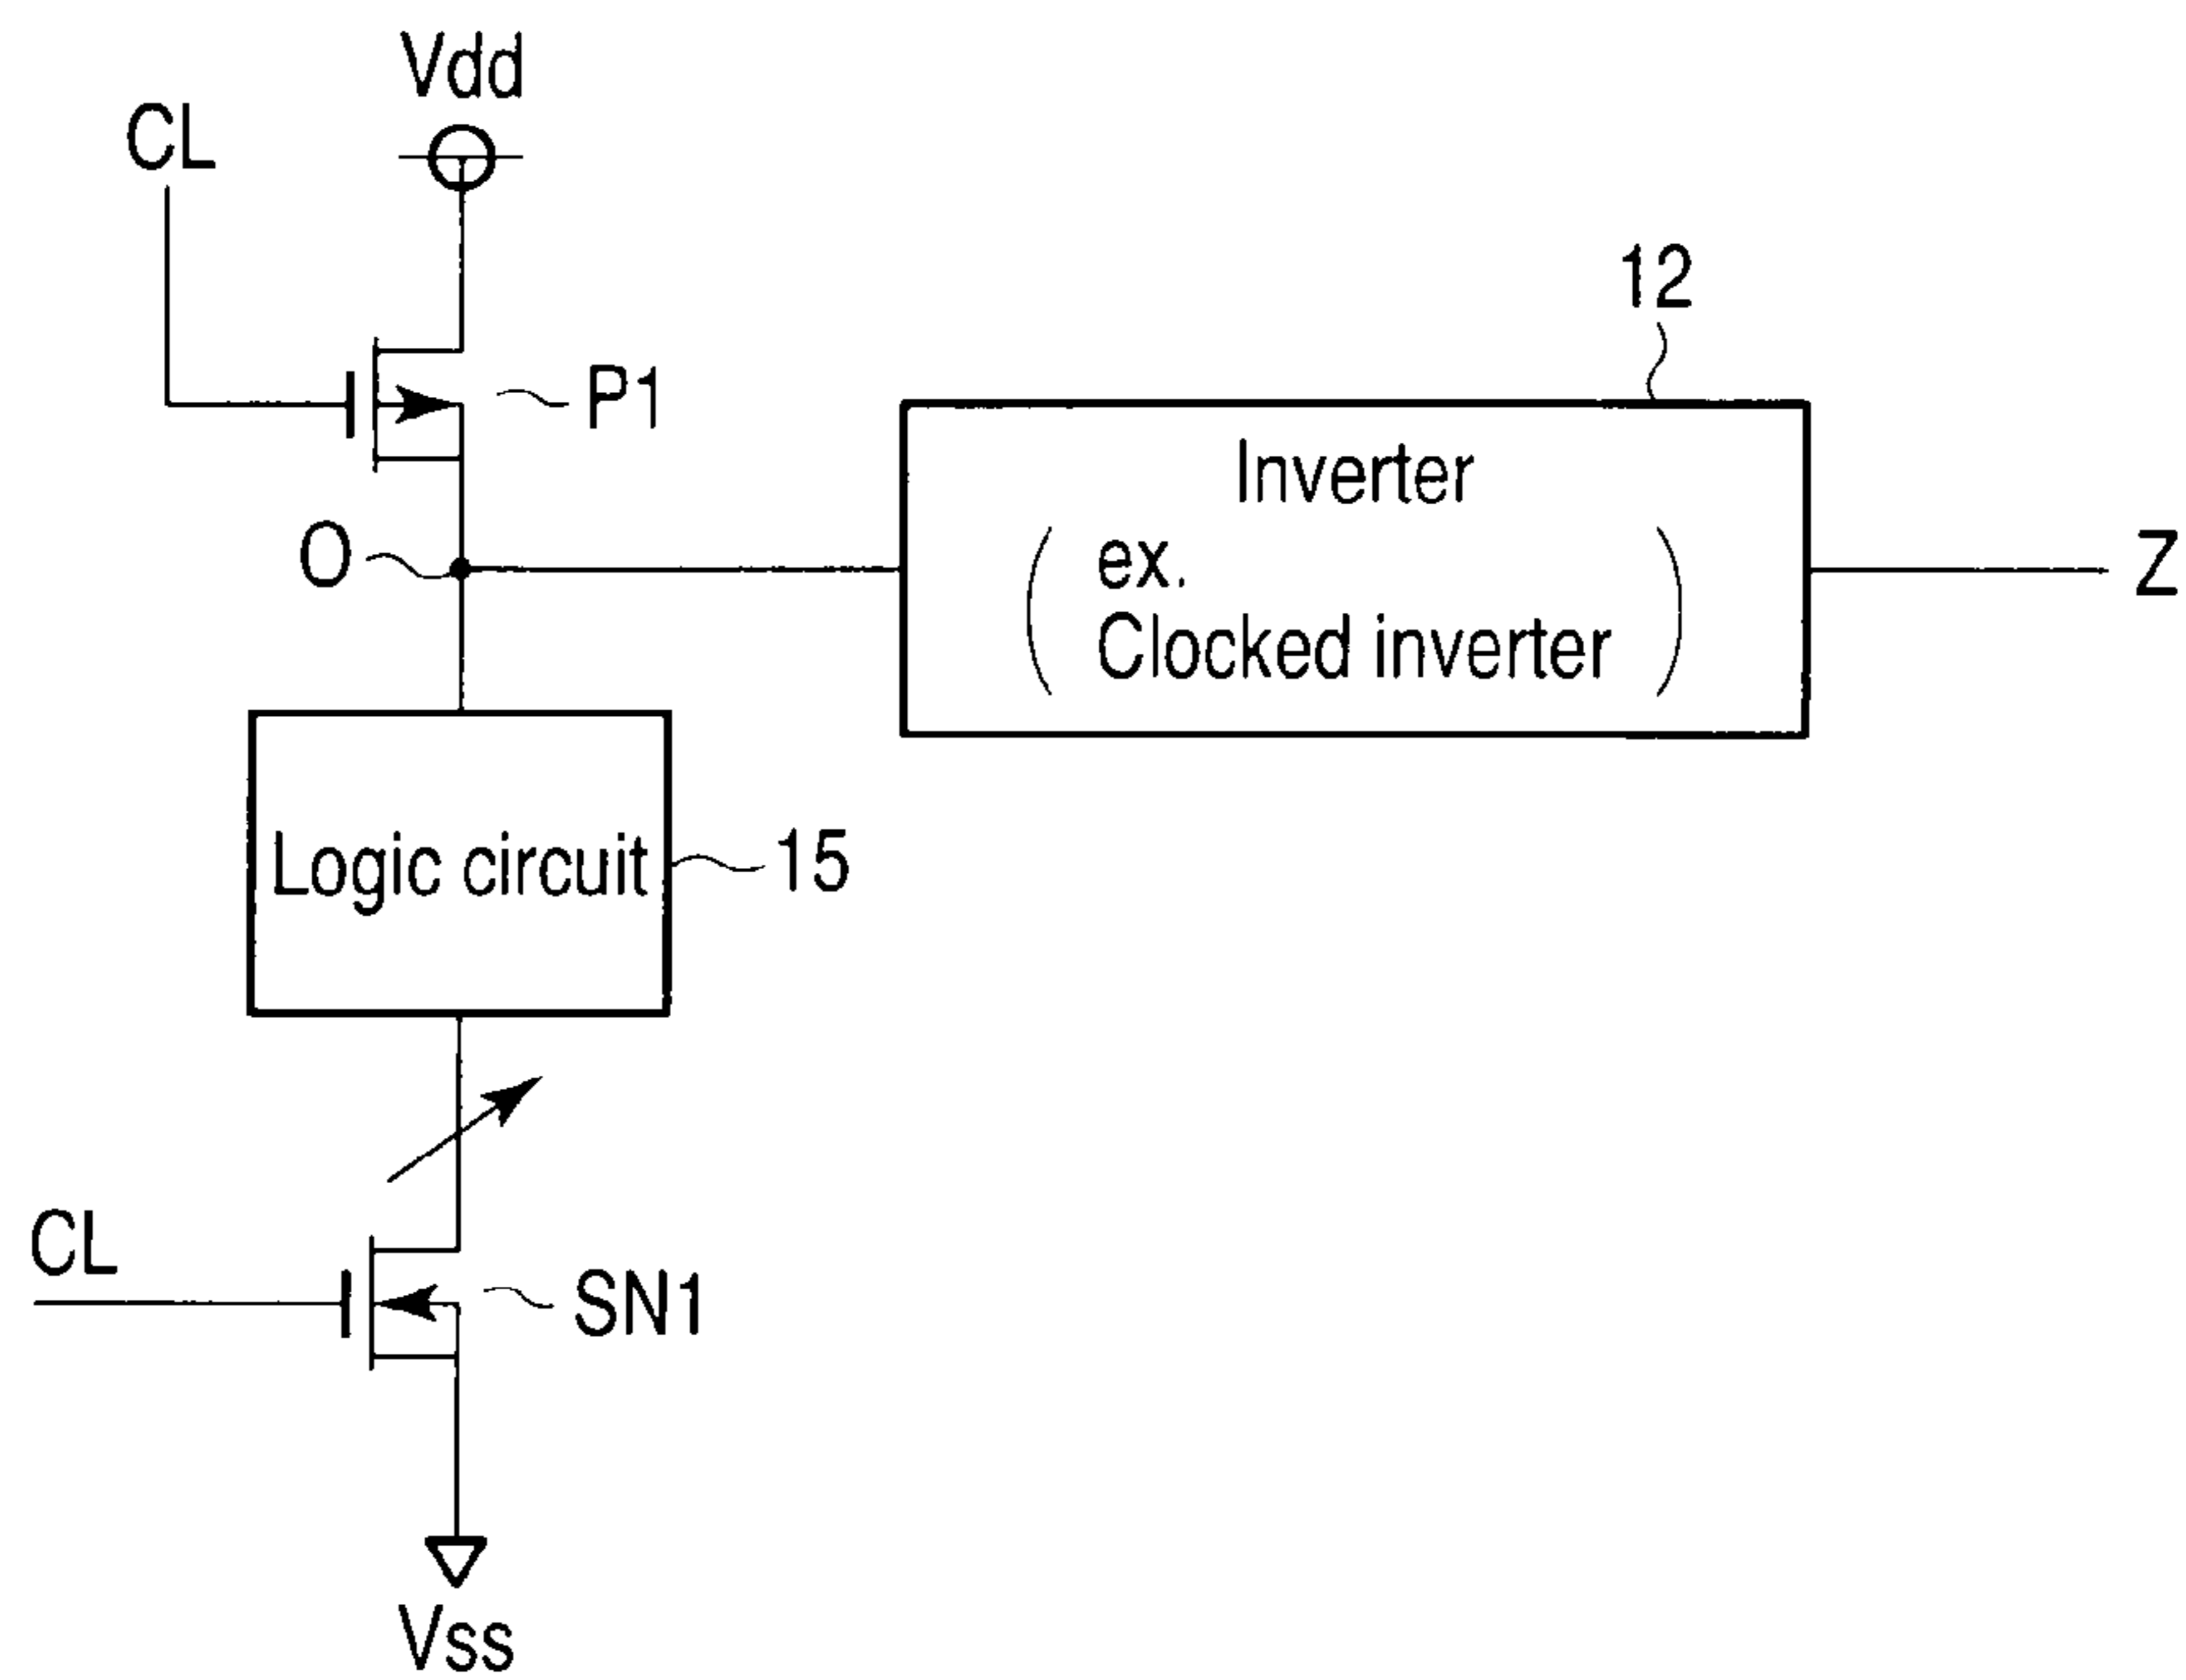 Vdd
CL
12
P1
Inverter
O
ex.
Z
Clocked inverter
Logic circuit
15
CL
SN1
Vss